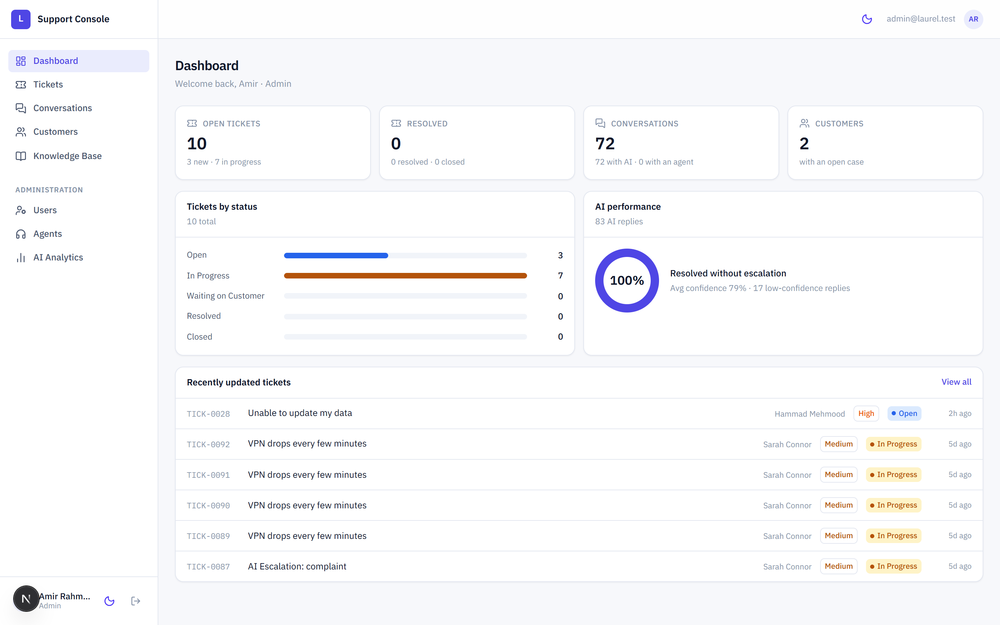 L Support Console
admin@laurel.test AR
Dashboard
Tickets
Conversations
Customers
Knowledge Base
ADMINISTRATION
Users
Agents
AI Analytics
N Amir Rahm...
Admin
Dashboard
Welcome back, Amir · Admin
OPEN TICKETS
10
3 new · 7 in progress
RESOLVED
0
0 resolved · 0 closed
CONVERSATIONS
72
72 with AI · 0 with an agent
CUSTOMERS
2
with an open case
Tickets by status
10 total
Open 3
In Progress 7
Waiting on Customer 0
Resolved 0
Closed 0
AI performance
83 AI replies
100%
Resolved without escalation
Avg confidence 79% · 17 low-confidence replies
Recently updated tickets View all
TICK-0028 Unable to update my data Hammad Mehmood High Open 2h ago
TICK-0092 VPN drops every few minutes Sarah Connor Medium In Progress 5d ago
TICK-0091 VPN drops every few minutes Sarah Connor Medium In Progress 5d ago
TICK-0090 VPN drops every few minutes Sarah Connor Medium In Progress 5d ago
TICK-0089 VPN drops every few minutes Sarah Connor Medium In Progress 5d ago
TICK-0087 AI Escalation: complaint Sarah Connor Medium In Progress 5d ago